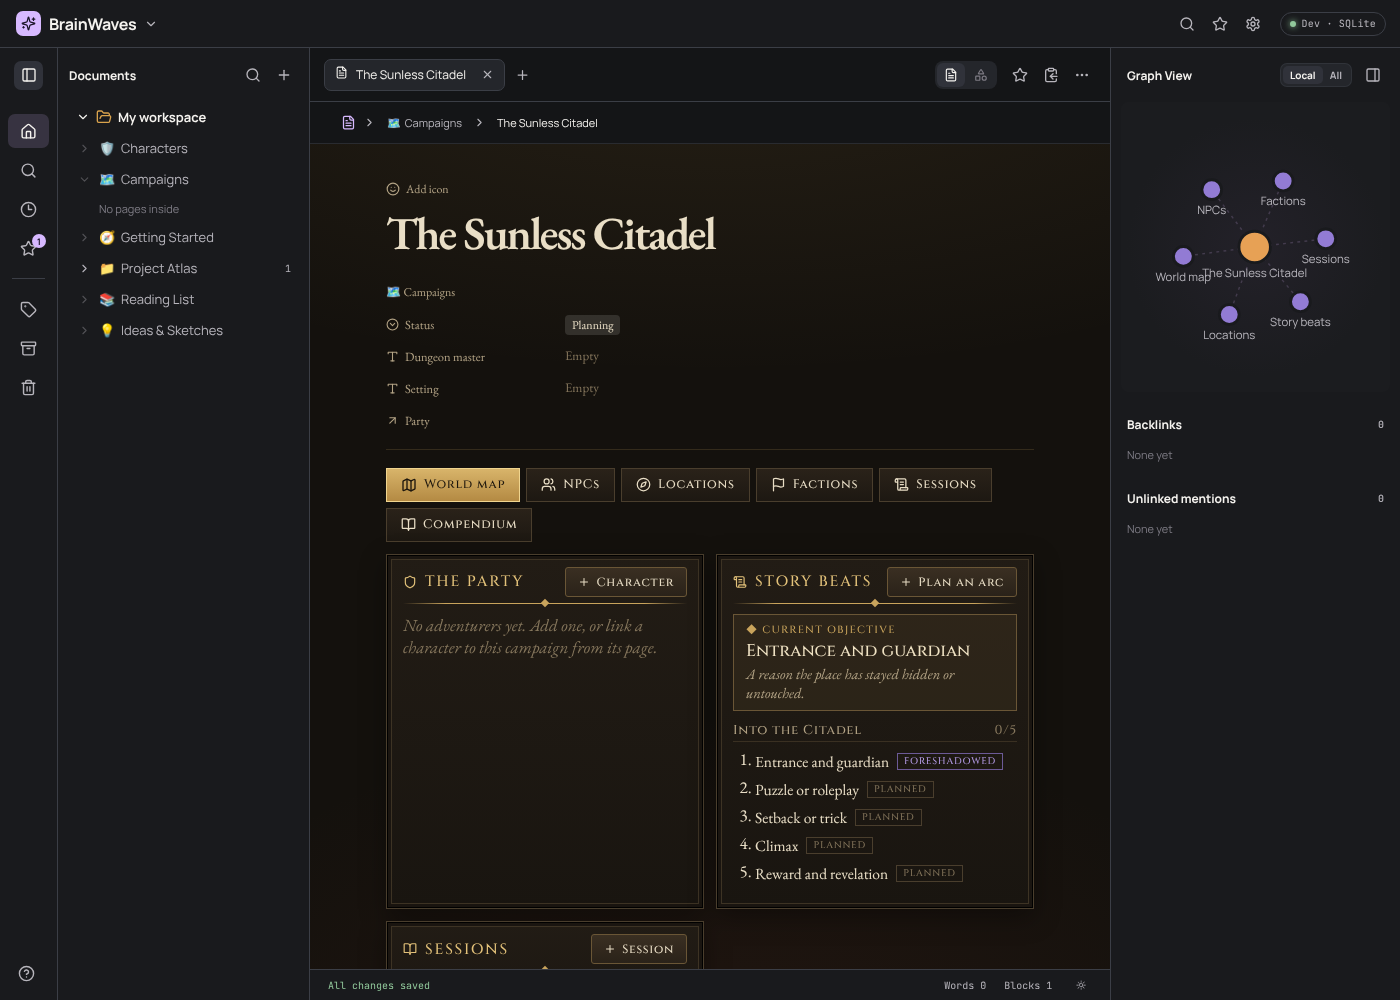 BrainWaves
Dev · SQLite
Documents
My workspace
Characters
Campaigns
No pages inside
Getting Started
Project Atlas 1
Reading List
Ideas & Sketches
1
The Sunless Citadel
Campaigns
The Sunless Citadel
Add icon
The Sunless Citadel
Campaigns
Status Planning
Dungeon master Empty
Setting Empty
Party
World map
NPCs
Locations
Factions
Sessions
Compendium
The Party
+ Character
No adventurers yet. Add one, or link a
character to this campaign from its page.
Story Beats
+ Plan an arc
Current objective
Entrance and guardian
A reason the place has stayed hidden or
untouched.
Into the Citadel 0/5
1. Entrance and guardian FORESHADOWED
2. Puzzle or roleplay PLANNED
3. Setback or trick PLANNED
4. Climax PLANNED
5. Reward and revelation PLANNED
Sessions
+ Session
All changes saved
Words 0 Blocks 1
Graph View
Local All
NPCs
Factions
Sessions
World map
The Sunless Citadel
Story beats
Locations
Backlinks 0
None yet
Unlinked mentions 0
None yet